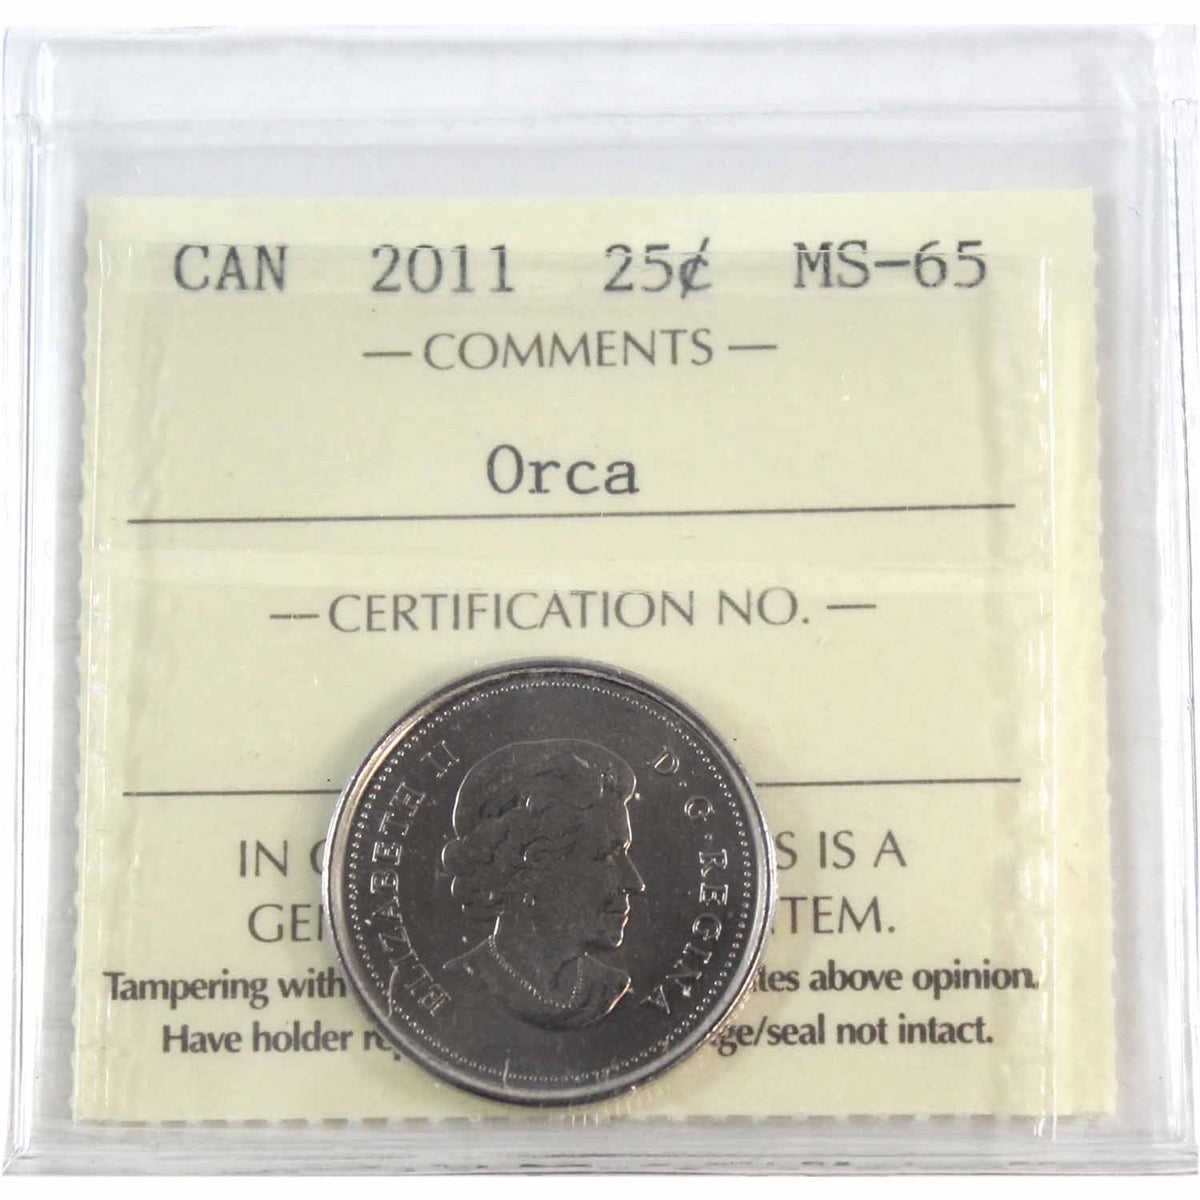 CAN 2011 25¢ MS-65
— COMMENTS —
Orca
— CERTIFICATION NO. —
ELIZABETH II D·G·REGINA
IN S IS A
GE TEM.
Tampering with tes above opinion.
Have holder re ge/seal not intact.